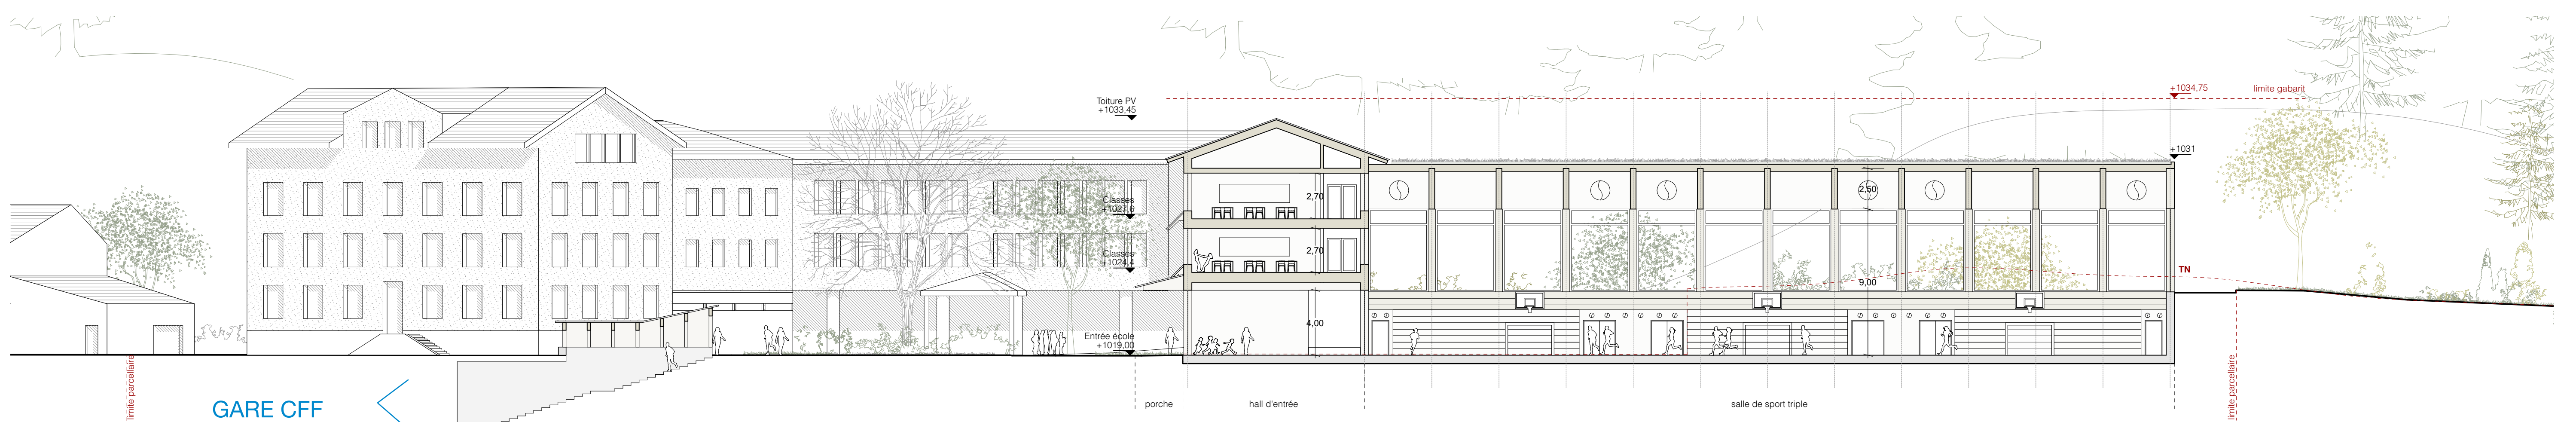 Toiture PV
+1033,45
+1034,75
limite gabarit
+1031
2,70
2,50
Classes
+1027,6
2,70
Classes
+1024,4
TN
9,00
4,00
Entrée école
+1019,00
limite parcellaire
GARE CFF
porche
hall d'entrée
salle de sport triple
limite parcellaire